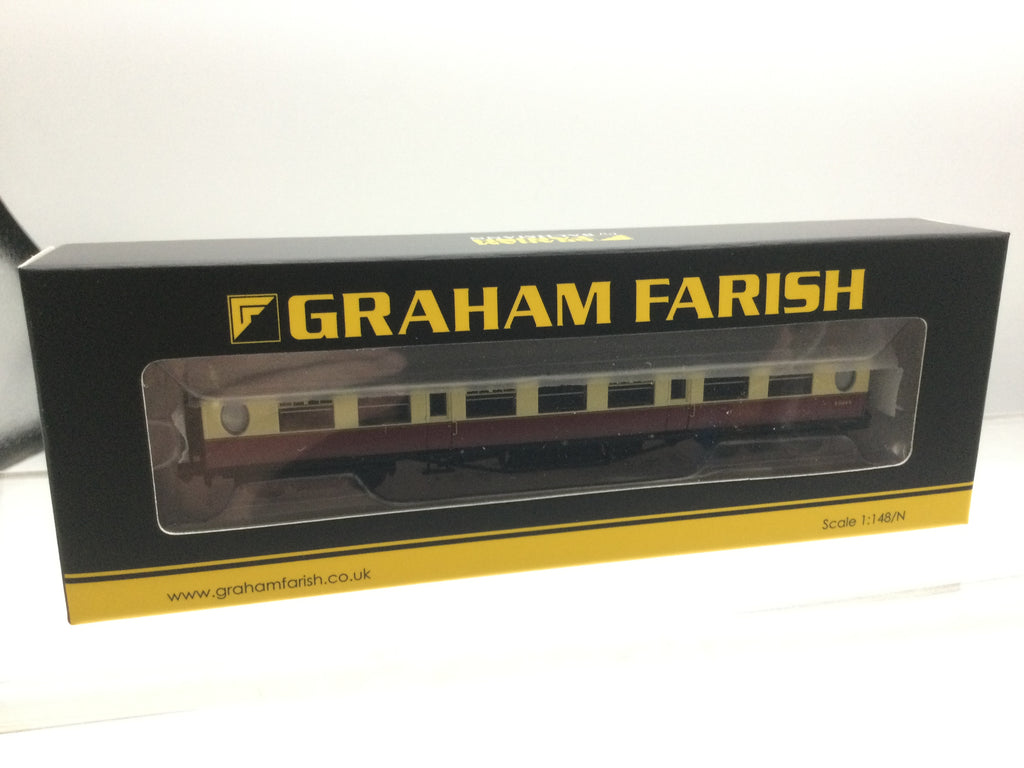 GRAHAM FARISH
Scale 1:148/N
www.grahamfarish.co.uk